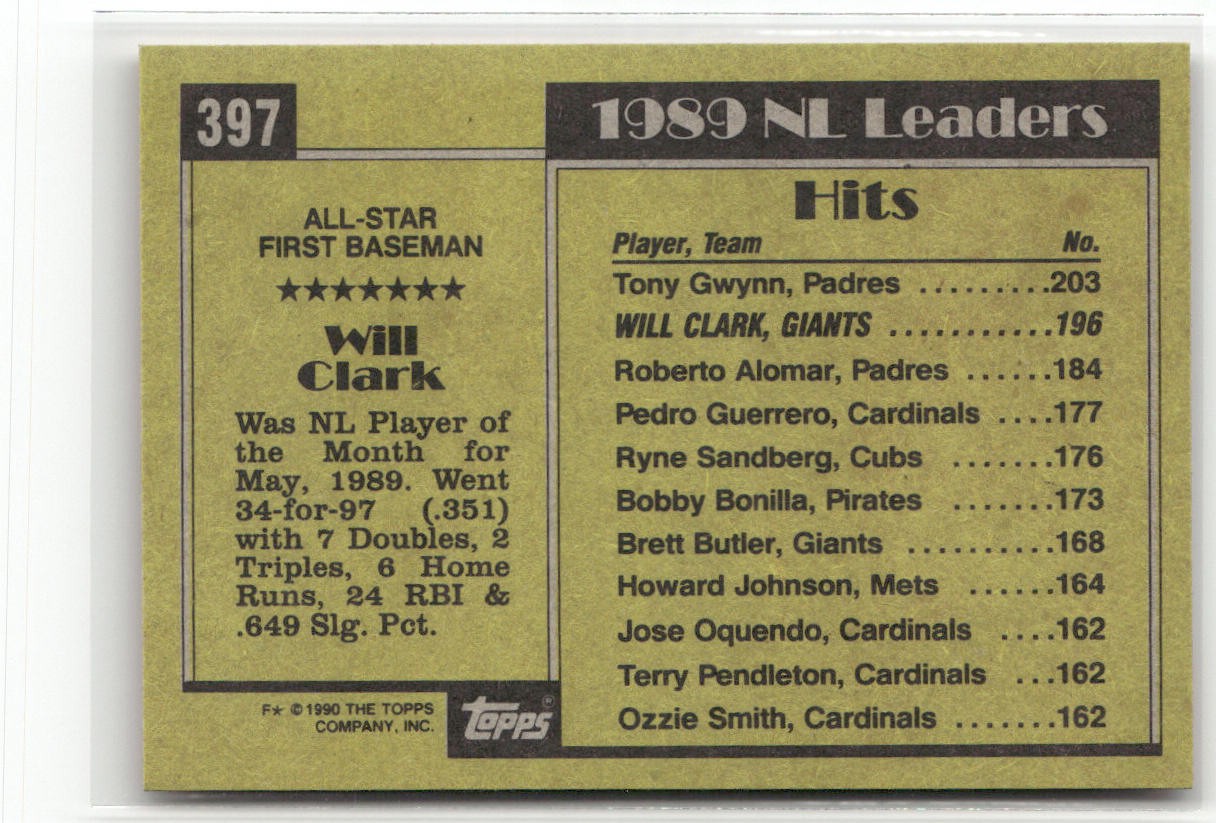 397
ALL-STAR
FIRST BASEMAN
★★★★★★★
Will
Clark
Was NL Player of
the Month for
May, 1989. Went
34-for-97 (.351)
with 7 Doubles, 2
Triples, 6 Home
Runs, 24 RBI &
.649 Slg. Pct.
F★ © 1990 THE TOPPS
COMPANY, INC.
topps®
1989 NL Leaders
Hits
Player, Team No.
Tony Gwynn, Padres .........203
WILL CLARK, GIANTS ...........196
Roberto Alomar, Padres ......184
Pedro Guerrero, Cardinals ....177
Ryne Sandberg, Cubs .......176
Bobby Bonilla, Pirates .......173
Brett Butler, Giants ..........168
Howard Johnson, Mets ......164
Jose Oquendo, Cardinals ....162
Terry Pendleton, Cardinals ...162
Ozzie Smith, Cardinals .......162